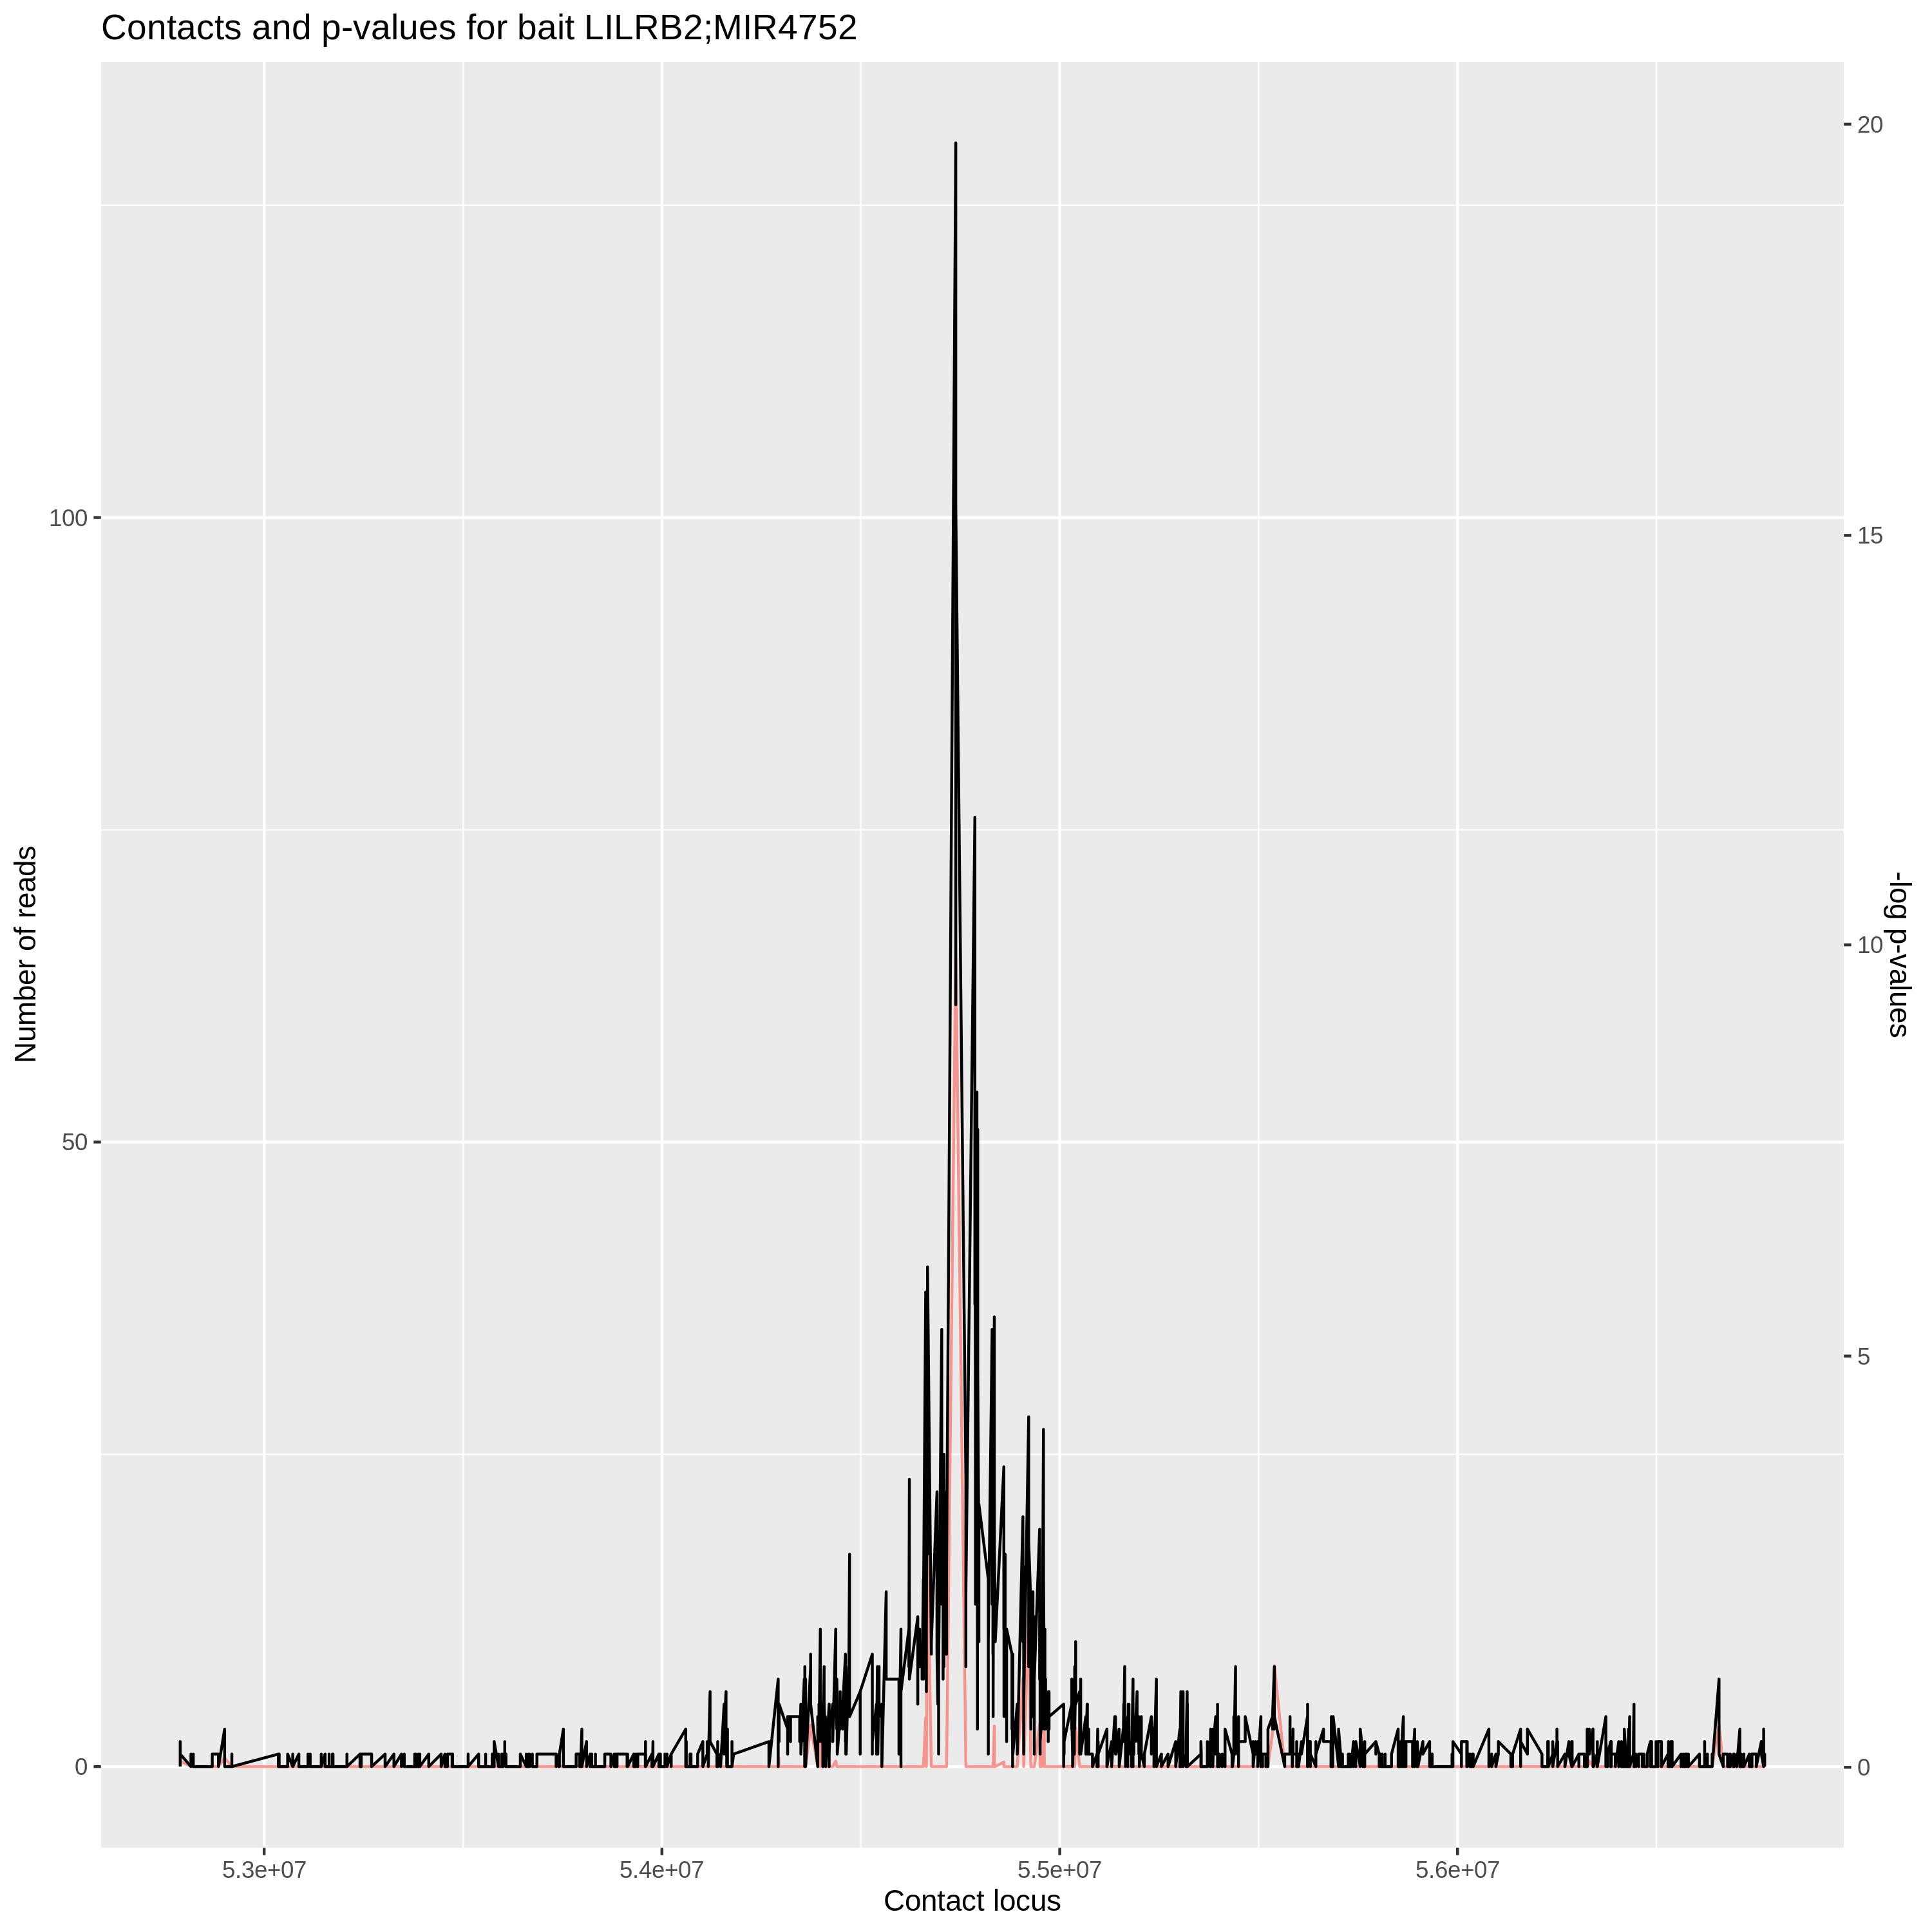 Contacts and p-values for bait LILRB2;MIR4752
Number of reads
100
50
0
20
15
10
5
0
-log p-values
5.3e+07
5.4e+07
5.5e+07
5.6e+07
Contact locus